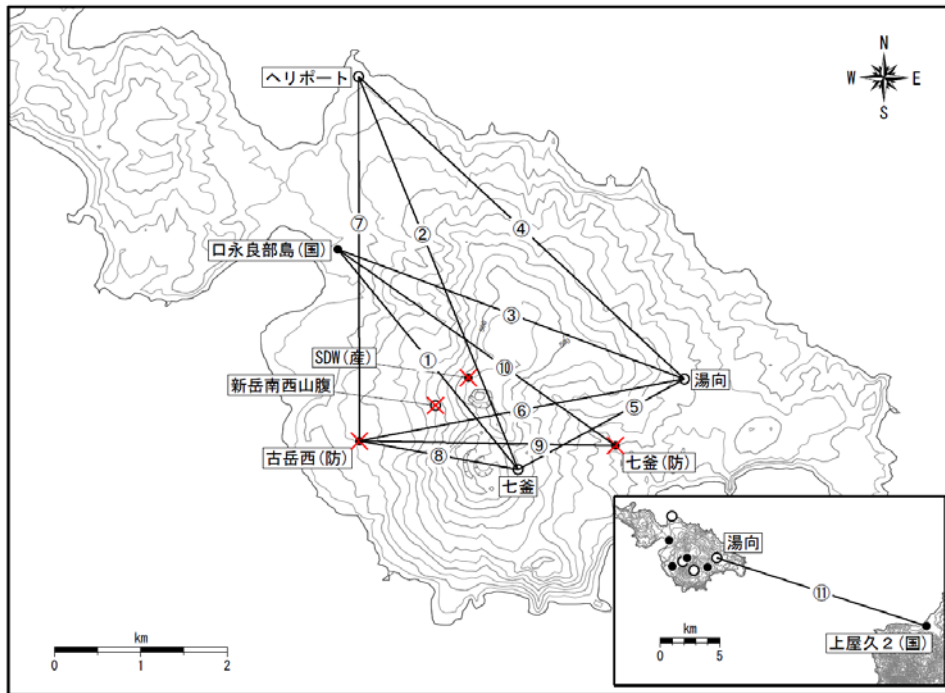 N
W E
S
ヘリポート
⑦
②
④
口永良部島(国)
③
SDW(産)
①
⑩
新岳南西山腹
湯向
⑥
⑤
古岳西(防)
⑧
⑨
七釜(防)
七釜
500
500
km
0 1 2
湯向
⑪
km
0 5
上屋久2(国)